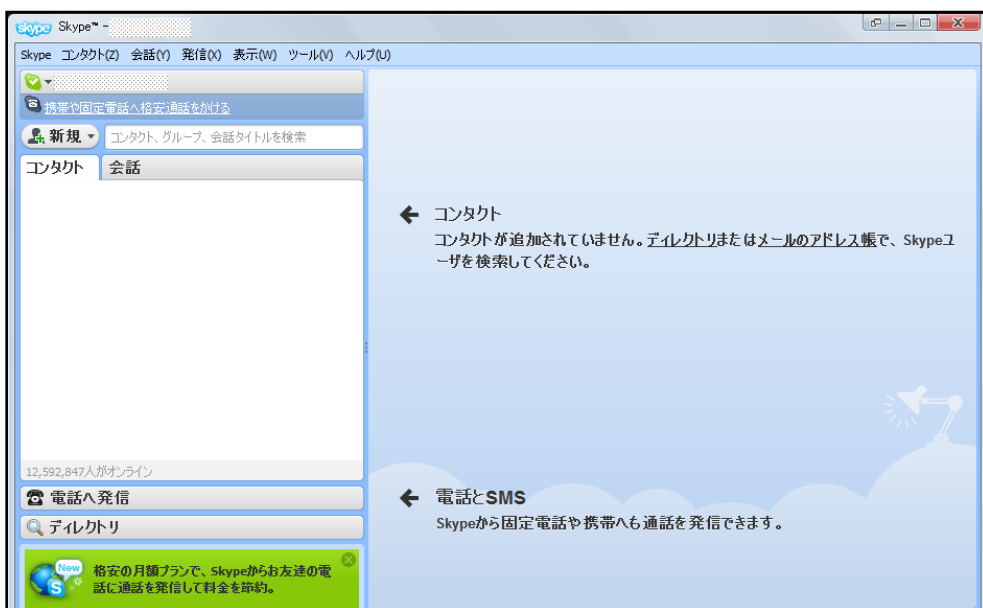 skype Skype™ -
Skype コンタクト(Z) 会話(Y) 発信(X) 表示(W) ツール(V) ヘルプ(U)
携帯や固定電話へ格安通話をかける
新規 コンタクト、グループ、会話タイトルを検索
コンタクト 会話
コンタクト
コンタクトが追加されていません。ディレクトリまたはメールのアドレス帳で、Skypeユ
ーザを検索してください。
12,592,847人がオンライン
電話へ発信
ディレクトリ
電話とSMS
Skypeから固定電話や携帯へも通話を発信できます。
New
S
格安の月額プランで、Skypeからお友達の電
話に通話を発信して料金を節約。